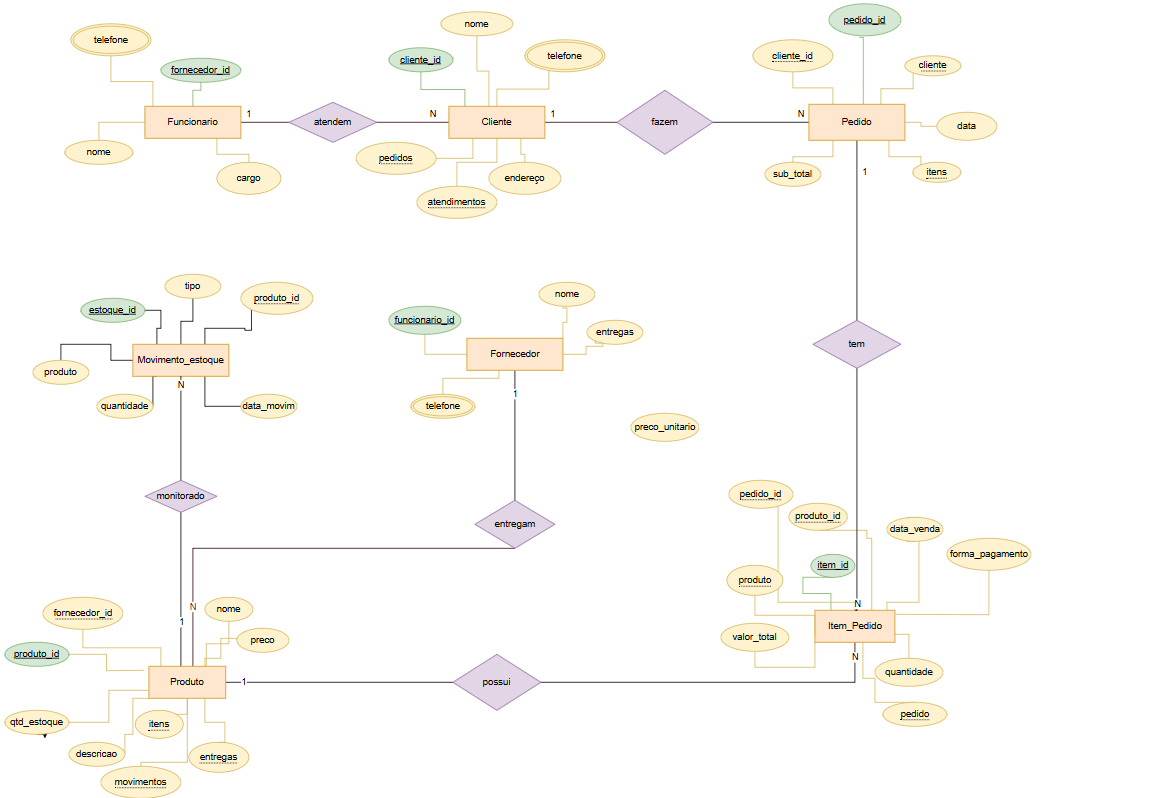 telefone
fornecedor_id
Funcionario
nome
cargo
1
atendem
N
nome
cliente_id
telefone
Cliente
pedidos
atendimentos
endereço
1
fazem
N
pedido_id
cliente_id
cliente
Pedido
data
sub_total
itens
1
tem
N
tipo
estoque_id
produto_id
Movimento_estoque
produto
quantidade
data_movim
N
monitorado
1
nome
funcionario_id
entregas
Fornecedor
telefone
1
entregam
N
preco_unitario
pedido_id
produto_id
data_venda
forma_pagamento
item_id
produto
Item_Pedido
valor_total
quantidade
pedido
N
possui
1
fornecedor_id
nome
preco
produto_id
Produto
qtd_estoque
itens
descricao
entregas
movimentos